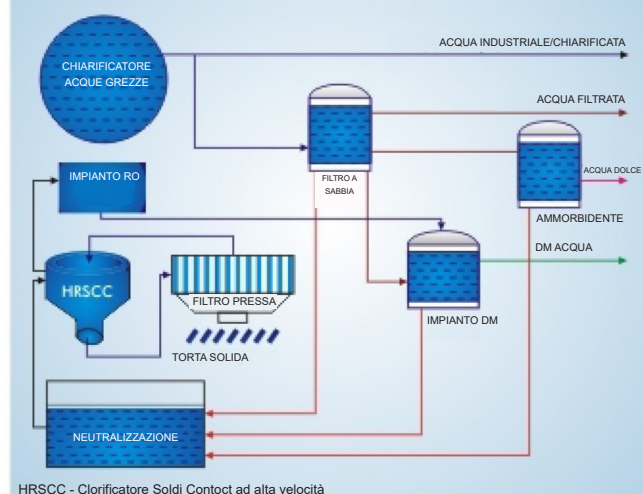 ACQUA INDUSTRIALE/CHIARIFICATA
CHIARIFICATORE
ACQUE GREZZE
ACQUA FILTRATA
IMPIANTO RO
FILTRO A
SABBIA
ACQUA DOLCE
AMMORBIDENTE
DM ACQUA
HRSCC
FILTRO PRESSA
IMPIANTO DM
TORTA SOLIDA
NEUTRALIZZAZIONE
HRSCC - Clorificatore Soldi Contoct ad alta velocità